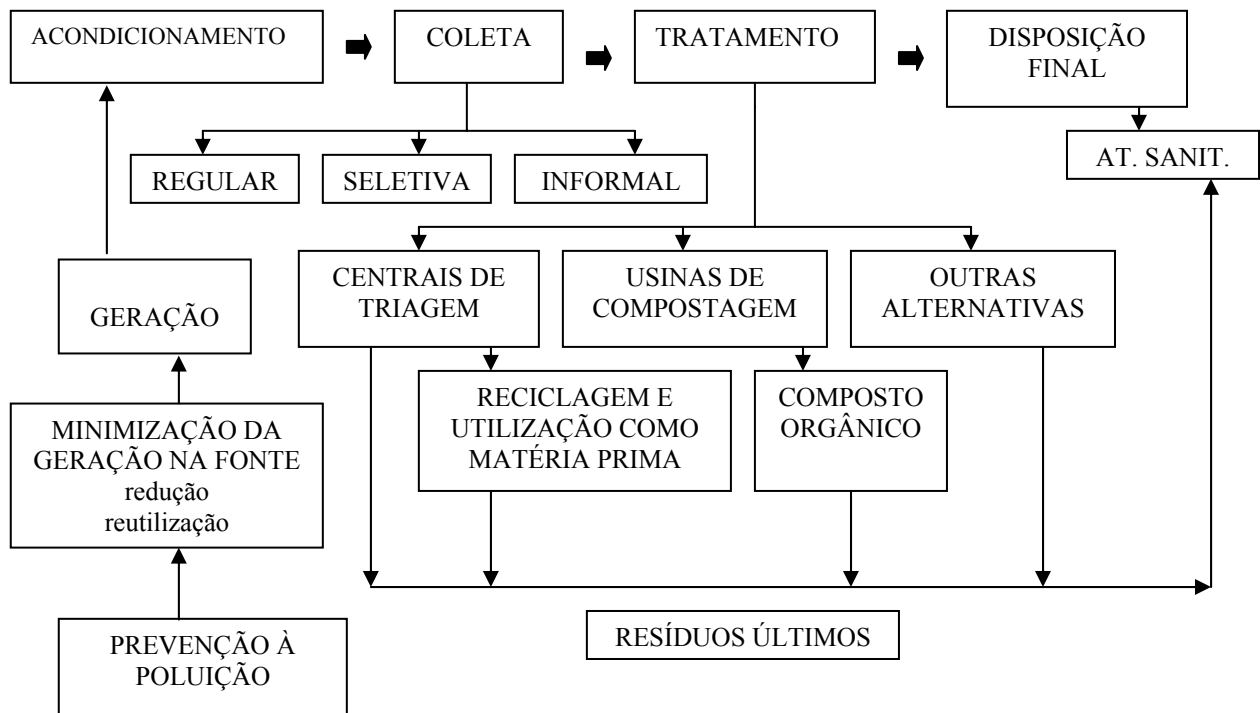 ACONDICIONAMENTO
COLETA
TRATAMENTO
DISPOSIÇÃO
FINAL
AT. SANIT.
REGULAR
SELETIVA
INFORMAL
CENTRAIS DE
TRIAGEM
USINAS DE
COMPOSTAGEM
OUTRAS
ALTERNATIVAS
GERAÇÃO
RECICLAGEM E
UTILIZAÇÃO COMO
MATÉRIA PRIMA
COMPOSTO
ORGÂNICO
MINIMIZAÇÃO DA
GERAÇÃO NA FONTE
redução
reutilização
RESÍDUOS ÚLTIMOS
PREVENÇÃO À
POLUIÇÃO